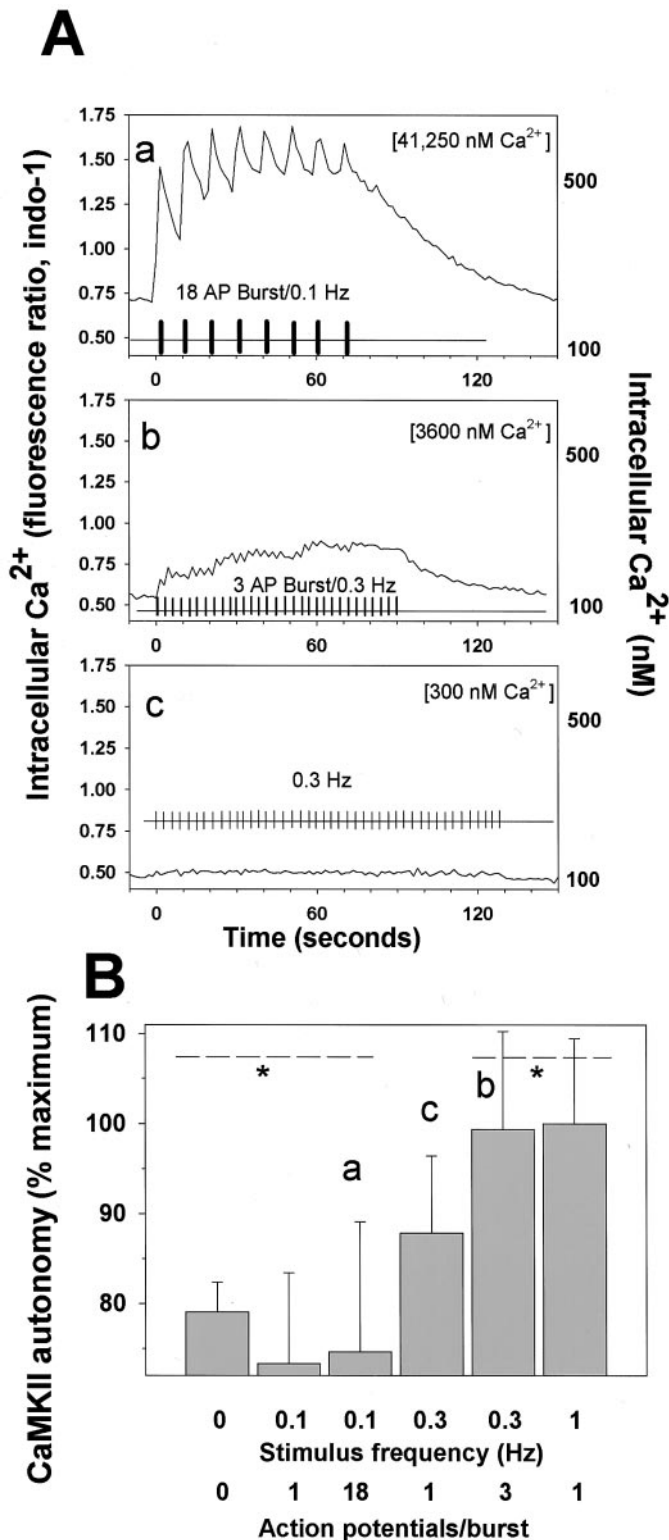 A
Intracellular Ca2+ (fluorescence ratio, indo-1)
Intracellular Ca2+ (nM)
a
[41,250 nM Ca2+]
1.75
1.50
1.25
1.00
0.75
0.50
500
100
18 AP Burst/0.1 Hz
0 60 120
b
[3600 nM Ca2+]
1.75
1.50
1.25
1.00
0.75
0.50
500
100
3 AP Burst/0.3 Hz
0 60 120
c
[300 nM Ca2+]
1.75
1.50
1.25
1.00
0.75
0.50
500
100
0.3 Hz
0 60 120
Time (seconds)
B
CaMKII autonomy (% maximum)
110
100
90
80
* *
a c b
0 0.1 0.1 0.3 0.3 1
Stimulus frequency (Hz)
0 1 18 1 3 1
Action potentials/burst